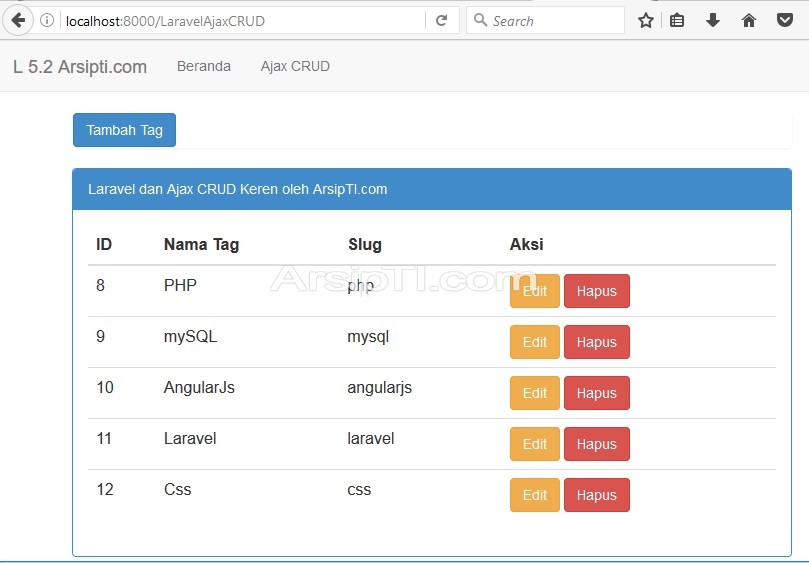 localhost:8000/LaravelAjaxCRUD
Search
L 5.2 Arsipti.com Beranda Ajax CRUD
Tambah Tag
Laravel dan Ajax CRUD Keren oleh ArsipTI.com
ID Nama Tag Slug Aksi
ArsipTI.com
8 PHP php Edit Hapus
9 mySQL mysql Edit Hapus
10 AngularJs angularjs Edit Hapus
11 Laravel laravel Edit Hapus
12 Css css Edit Hapus